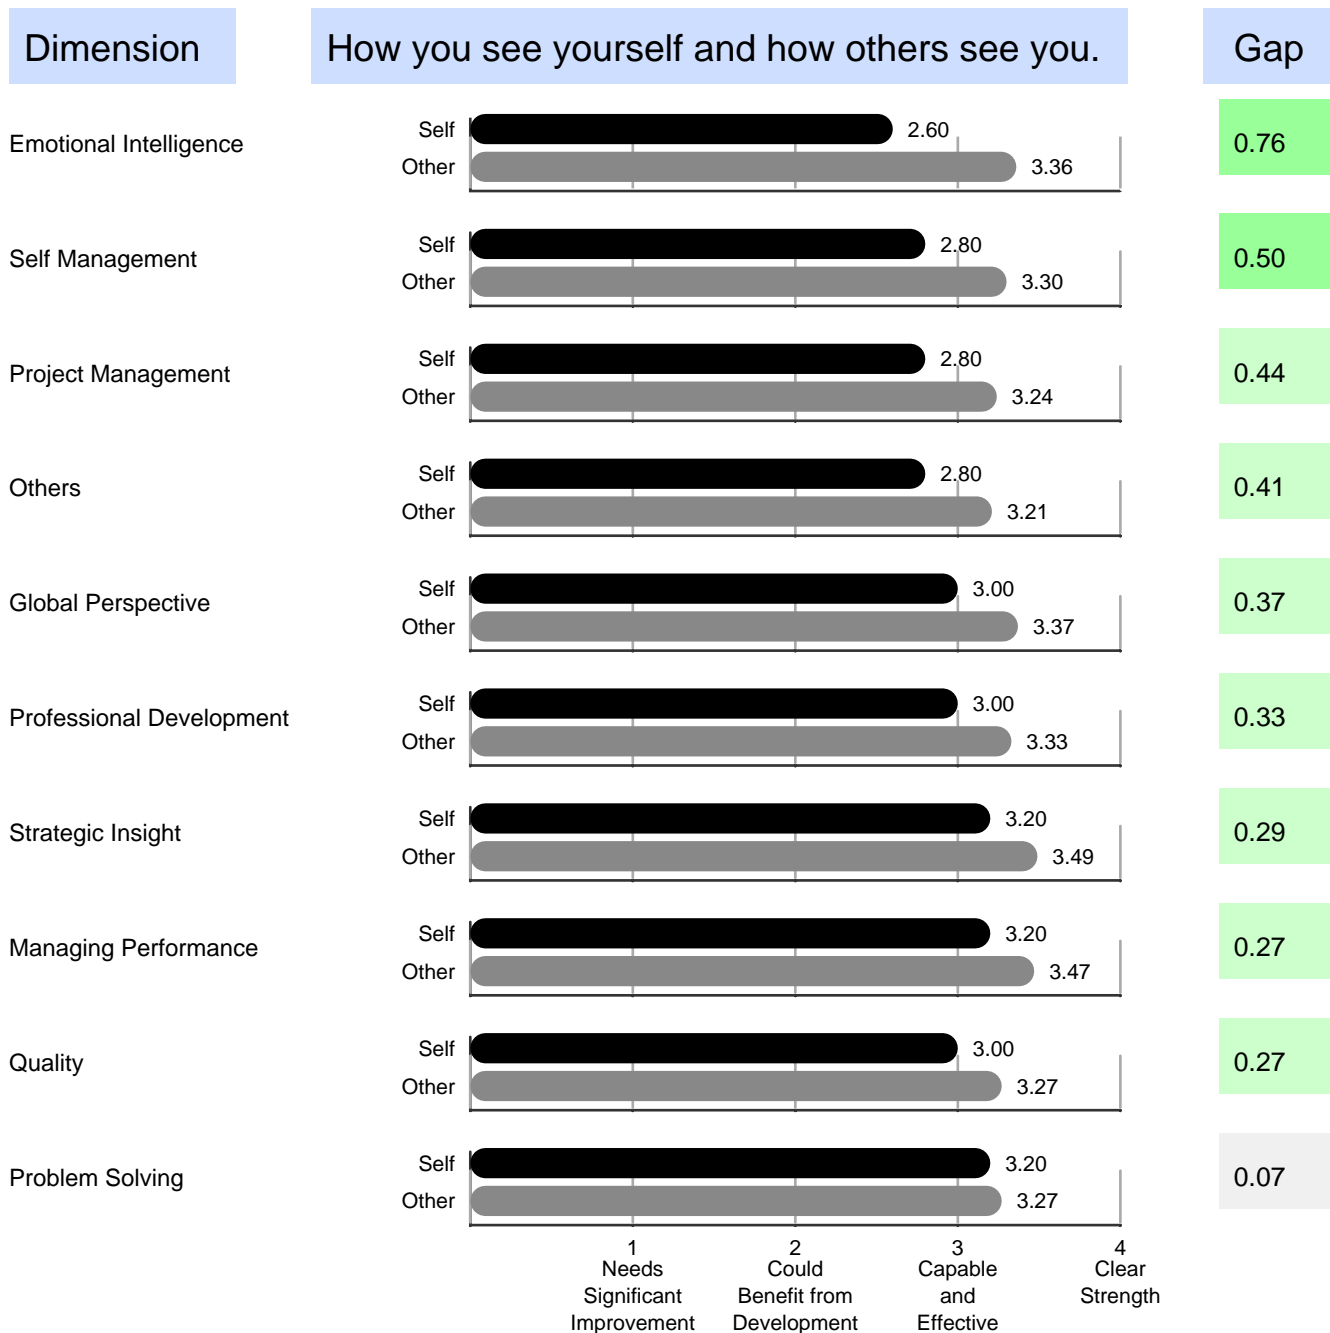 Dimension
How you see yourself and how others see you.
Gap
Emotional Intelligence
Self
2.60
Other
3.36
0.76
Self Management
Self
2.80
Other
3.30
0.50
Project Management
Self
2.80
Other
3.24
0.44
Others
Self
2.80
Other
3.21
0.41
Global Perspective
Self
3.00
Other
3.37
0.37
Professional Development
Self
3.00
Other
3.33
0.33
Strategic Insight
Self
3.20
Other
3.49
0.29
Managing Performance
Self
3.20
Other
3.47
0.27
Quality
Self
3.00
Other
3.27
0.27
Problem Solving
Self
3.20
Other
3.27
0.07
1
Needs
Significant
Improvement
2
Could
Benefit from
Development
3
Capable
and
Effective
4
Clear
Strength